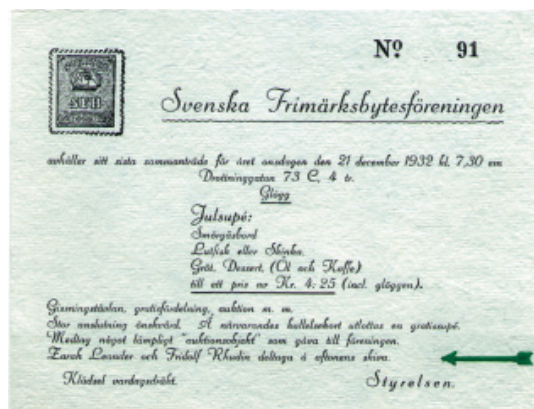 Nº 91
SFB
Svenska Frimärksbytesföreningen
avhåller sitt sista sammanträde för året onsdagen den 21 december 1932 kl. 7,30 em
Drottninggatan 73 C, 4 tr.
Glögg
Julsupé:
Smörgåsbord
Lutfisk eller Skinka.
Gröt. Dessert. (Öl och Kaffe)
till ett pris av Kr. 4: 25 (incl. glöggen).
Gissningstävlan, gratisfördelning, auktion m. m.
Stor anslutning önskvärd. Å närvarandes kallelsekort utlottas en gratissupé.
Medtag något lämpligt "auktionsobjekt" som gåva till föreningen.
Zarah Leander och Fridolf Rhudin deltaga å aftonens skiva.
Klädsel vardagsdräkt. Styrelsen.